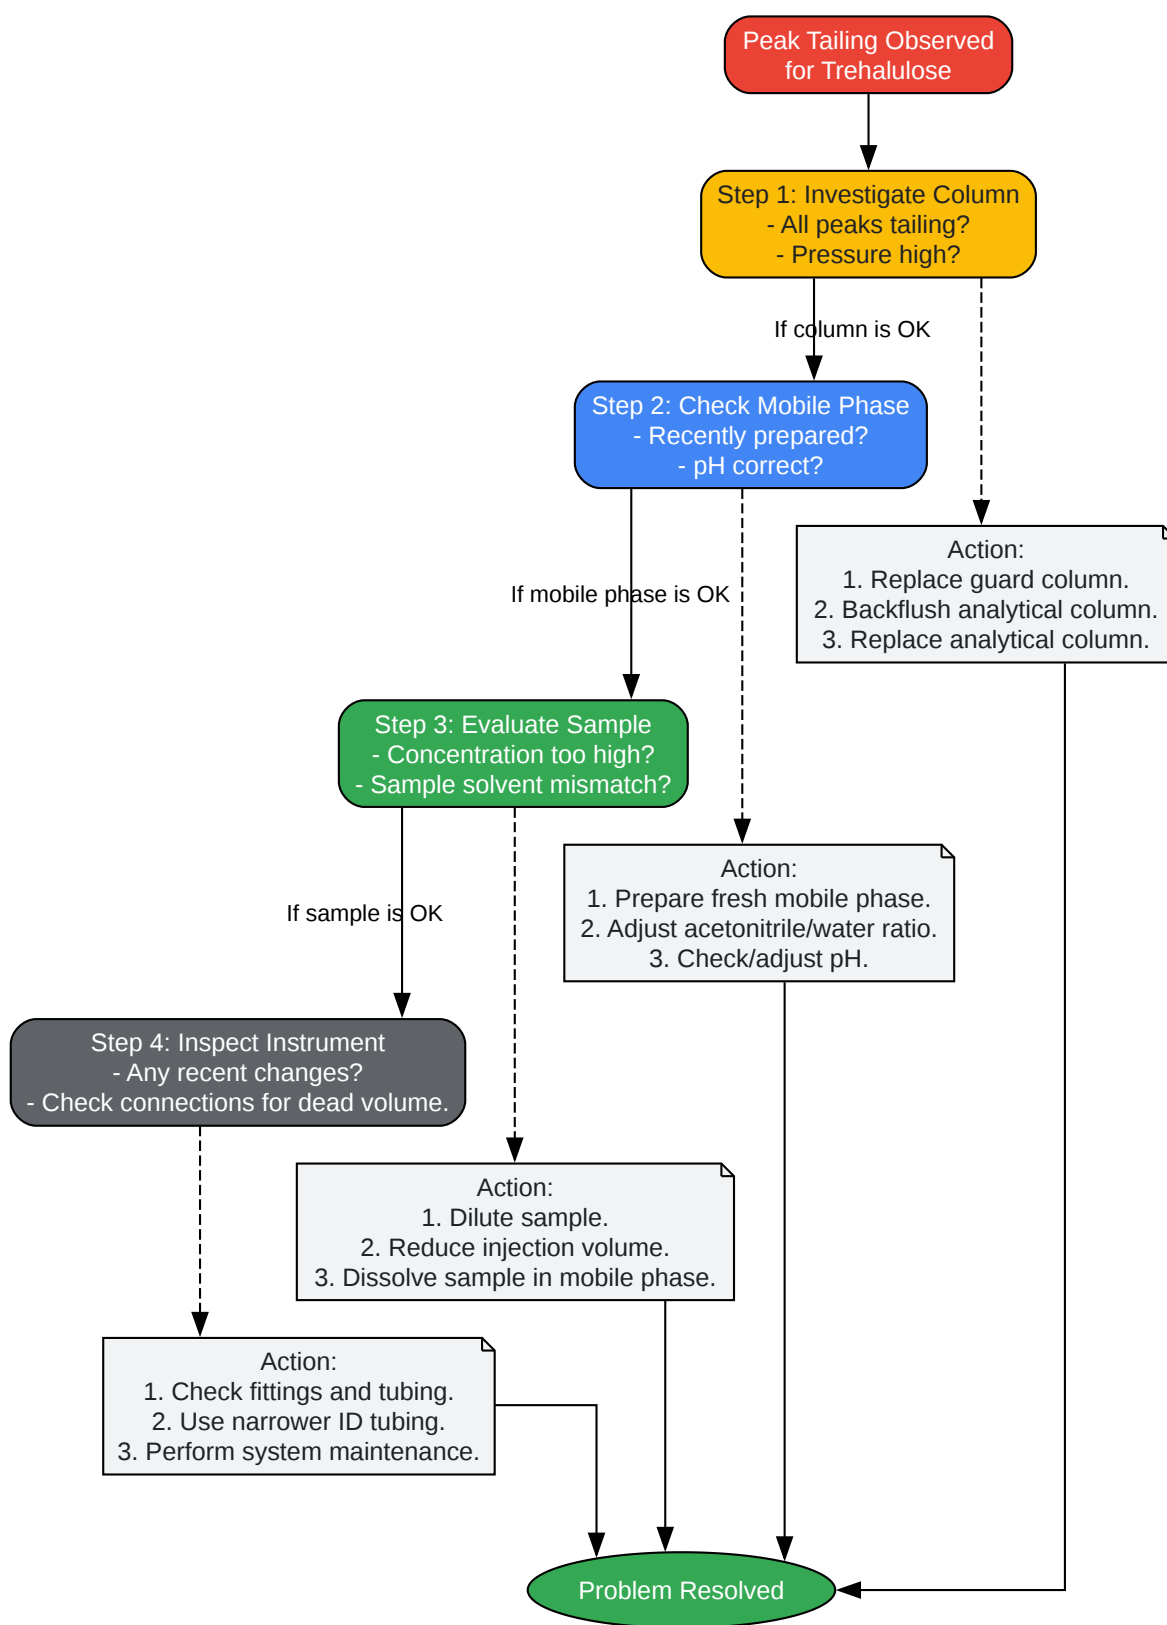 Peak Tailing Observed
for Trehalulose
Step 1: Investigate Column
- All peaks tailing?
- Pressure high?
If column is OK
Step 2: Check Mobile Phase
- Recently prepared?
- pH correct?
Action:
1. Replace guard column.
2. Backflush analytical column.
3. Replace analytical column.
If mobile phase is OK
Step 3: Evaluate Sample
- Concentration too high?
- Sample solvent mismatch?
Action:
1. Prepare fresh mobile phase.
2. Adjust acetonitrile/water ratio.
3. Check/adjust pH.
If sample is OK
Step 4: Inspect Instrument
- Any recent changes?
- Check connections for dead volume.
Action:
1. Dilute sample.
2. Reduce injection volume.
3. Dissolve sample in mobile phase.
Action:
1. Check fittings and tubing.
2. Use narrower ID tubing.
3. Perform system maintenance.
Problem Resolved